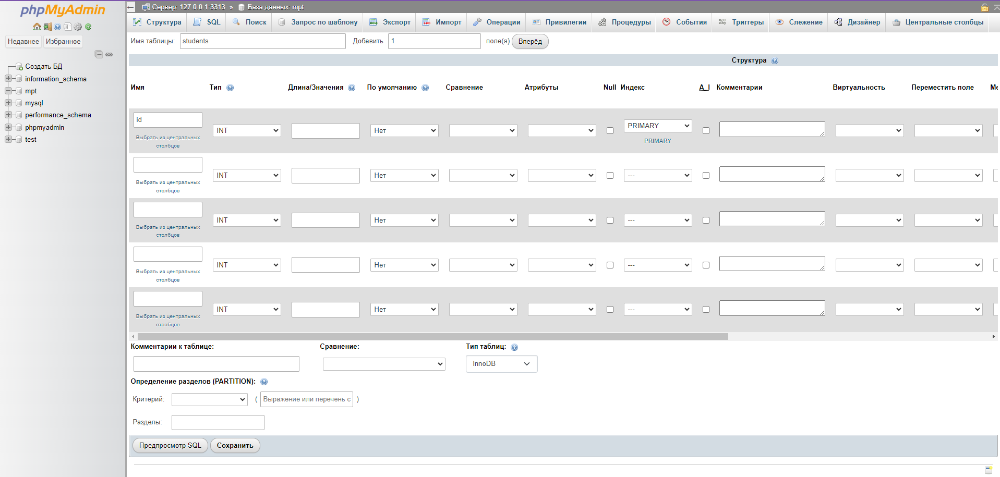 phpMyAdmin
Недавнее Избранное
Создать БД
information_schema
mpt
mysql
performance_schema
phpmyadmin
test
Сервер: 127.0.0.1:3313 » База данных: mpt
Структура SQL Поиск Запрос по шаблону Экспорт Импорт Операции Привилегии Процедуры События Триггеры Слежение Дизайнер Центральные столбцы
Имя таблицы: students Добавить 1 поле(я) Вперёд
Структура
Имя Тип Длина/Значения По умолчанию Сравнение Атрибуты Null Индекс A_I Комментарии Виртуальность Переместить поле
id INT Нет PRIMARY
Выбрать из центральных столбцов PRIMARY
INT Нет ---
Выбрать из центральных столбцов
INT Нет ---
Выбрать из центральных столбцов
INT Нет ---
Выбрать из центральных столбцов
INT Нет ---
Выбрать из центральных столбцов
Комментарии к таблице: Сравнение: Тип таблиц:
InnoDB
Определение разделов (PARTITION):
Критерий: ( Выражение или перечень с )
Разделы:
Предпросмотр SQL Сохранить